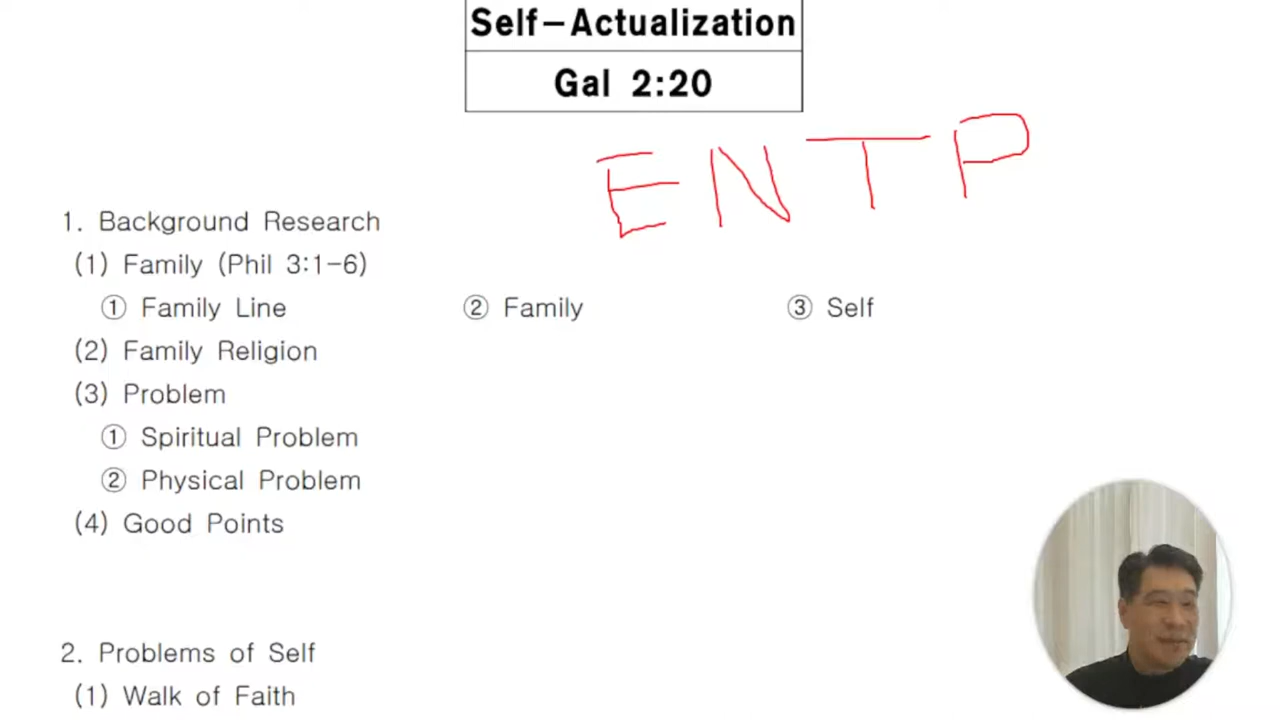 Self-Actualization
Gal 2:20
ENTP
1. Background Research
(1) Family (Phil 3:1-6)
① Family Line ② Family ③ Self
(2) Family Religion
(3) Problem
① Spiritual Problem
② Physical Problem
(4) Good Points
2. Problems of Self
(1) Walk of Faith